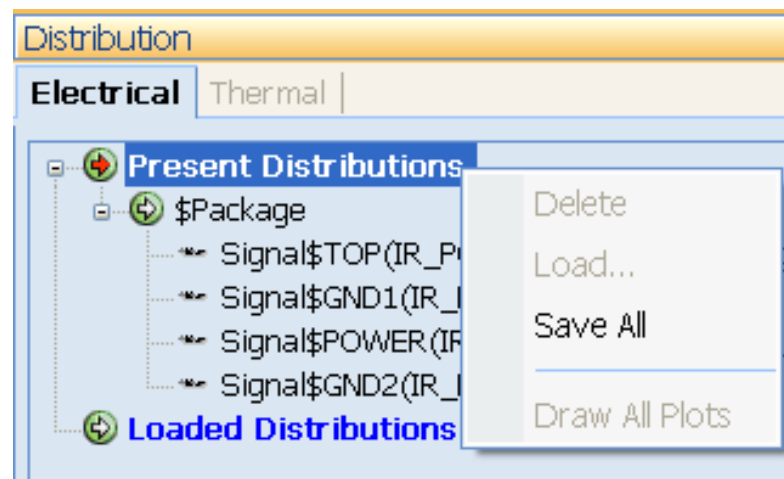 Distribution
Electrical Thermal
Present Distributions
$Package
Signal$TOP(IR_P
Signal$GND1(IR_
Signal$POWER(IR
Signal$GND2(IR_
Loaded Distributions
Delete
Load...
Save All
Draw All Plots